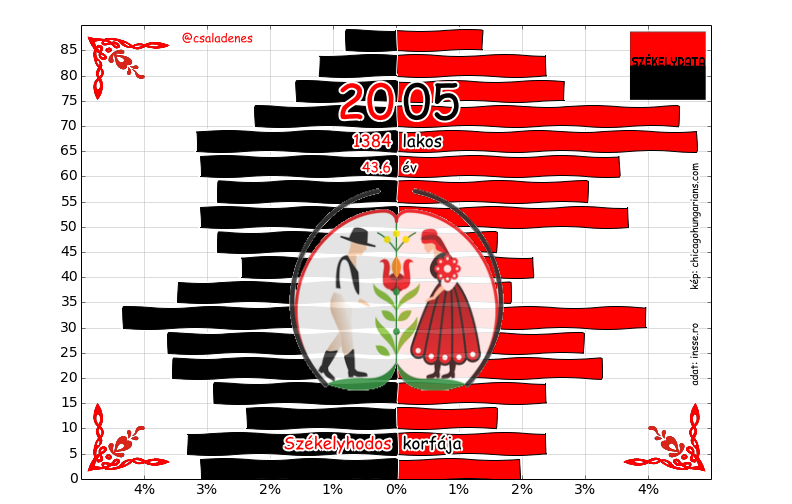 @csaladenes
SZÉKELYDATA
2005
1384 lakos
43.6 év
kép: chicagohungarians.com
adat: insse.ro
Székelyhodos korfája
85
80
75
70
65
60
55
50
45
40
35
30
25
20
15
10
5
0
4% 3% 2% 1% 0% 1% 2% 3% 4%